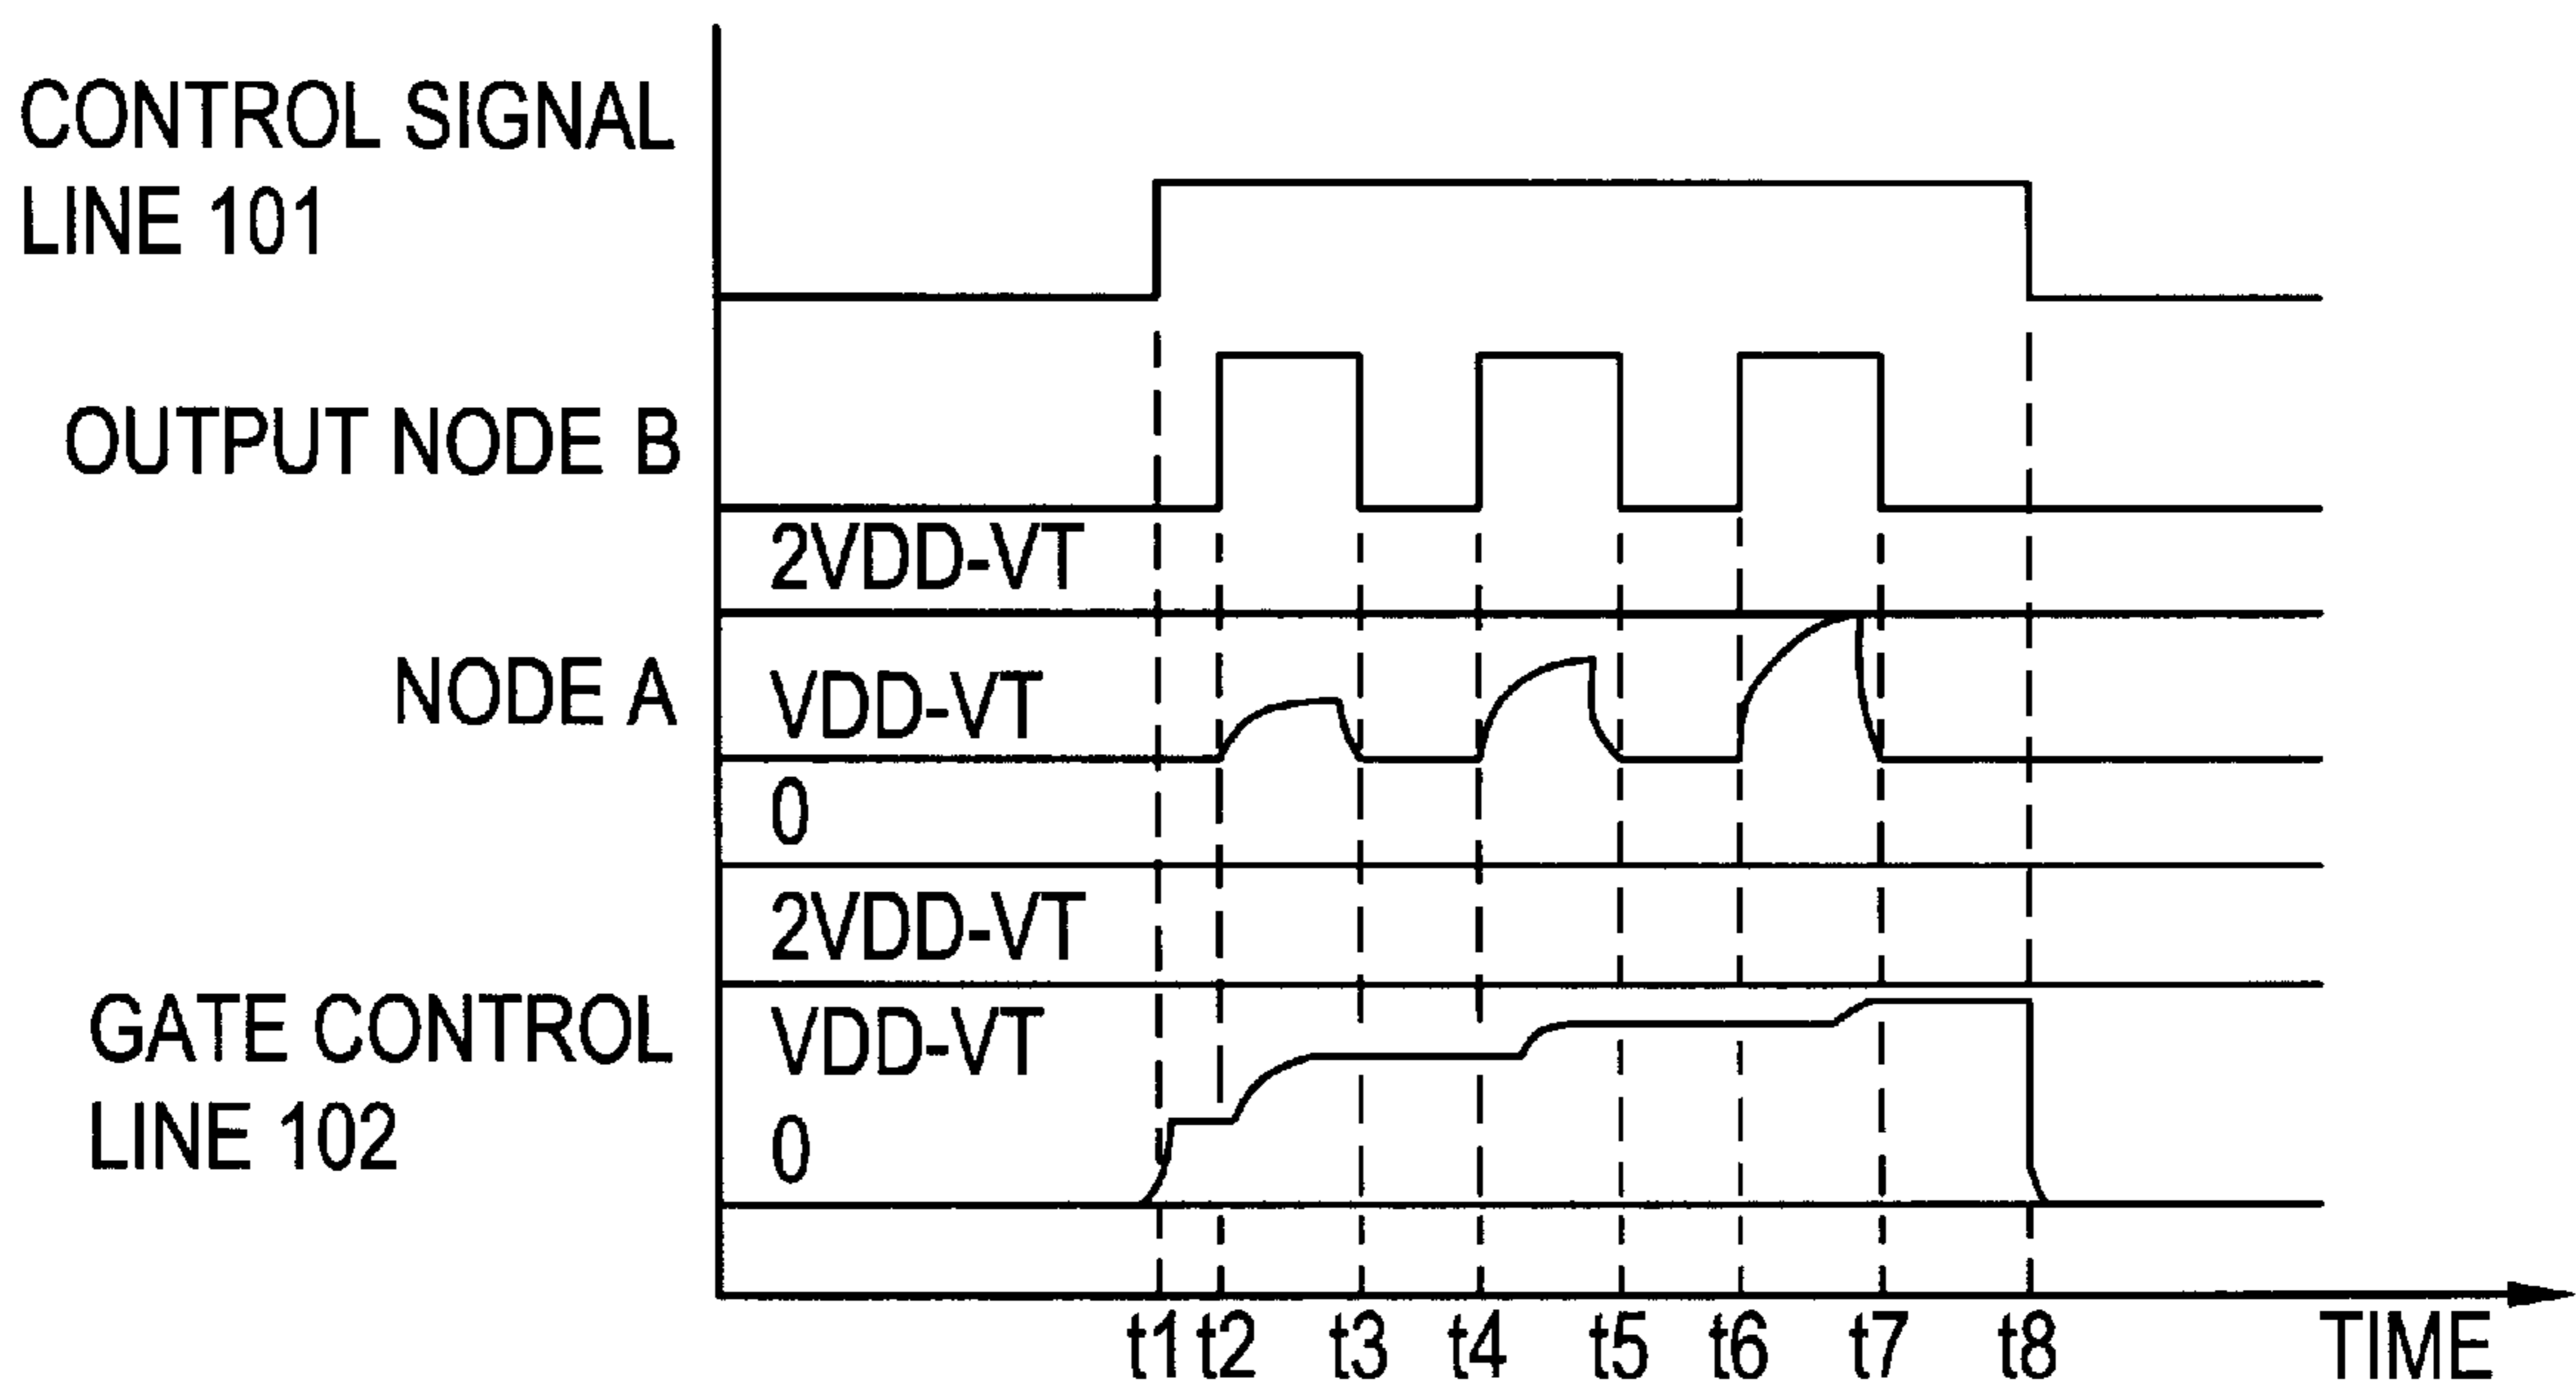 CONTROL SIGNAL
LINE 101
OUTPUT NODE B
2VDD-VT
NODE A
VDD-VT
0
2VDD-VT
GATE CONTROL
LINE 102
VDD-VT
0
t1 t2 t3 t4 t5 t6 t7 t8 TIME